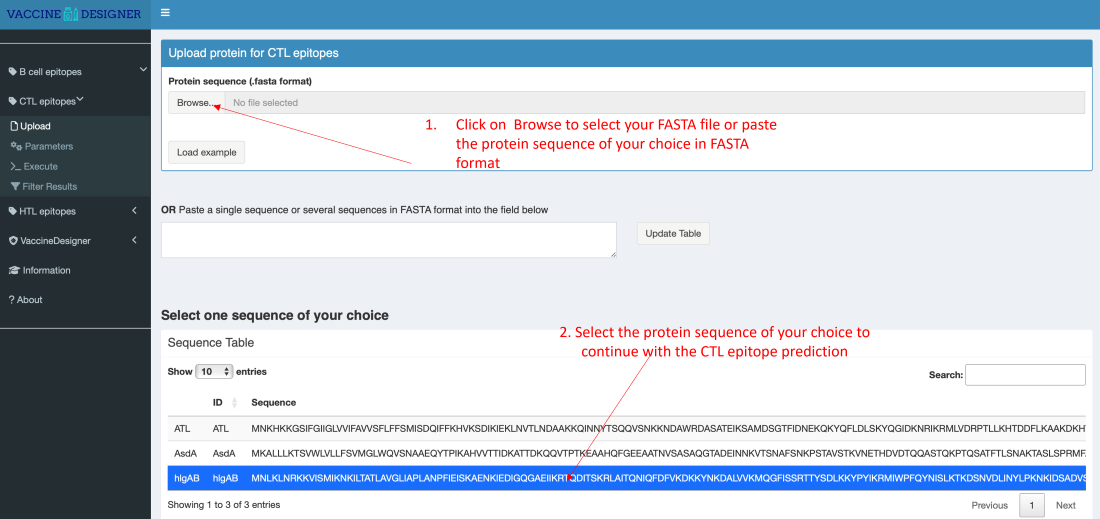 VACCINE DESIGNER
B cell epitopes
CTL epitopes
Upload
Parameters
Execute
Filter Results
HTL epitopes
VaccineDesigner
Information
? About
Upload protein for CTL epitopes
Protein sequence (.fasta format)
Browse... No file selected
Load example
1. Click on Browse to select your FASTA file or paste
the protein sequence of your choice in FASTA
format
OR Paste a single sequence or several sequences in FASTA format into the field below
Update Table
Select one sequence of your choice
2. Select the protein sequence of your choice to
continue with the CTL epitope prediction
Sequence Table
Show 10 entries
Search:
ID Sequence
ATL ATL MNKHKKGSIFGIIGLVVIFAVVSFLFFSMISDQIFFKHVKSDIKIEKLNVTLNDAAKKQINNYTSQQVSNKKNDAWRDASATEIKSAMDSGTFIDNEKQKYQFLDLSKYQGIDKNRIKRMLVDRPTLLKHTDDFLKAAKDKH
AsdA AsdA MKALLLKTSVWLVLLFSVMGLWQVSNAAEQYTPIKAHVVTTIDKATTDKQQVTPTKEAAHQFGEEAATNVSASAQGTADEINNKVTSNAFSNKPSTAVSTKVNETHDVDTQQASTQKPTQSATFTLSNAKTASLSPRMF
hlgAB hlgAB MNLKLNRKKVISMIKNKILTATLAVGLIAPLANPFIEISKAENKIEDIGQGAEIIKRTQDITSKRLAITQNIQFDFVKDKKYNKDALVVKMQGFISSRTTYSDLKKYPYIKRMIWPFQYNISLKTKDSNVDLINYLPKNKIDSADVS
Showing 1 to 3 of 3 entries
Previous 1 Next